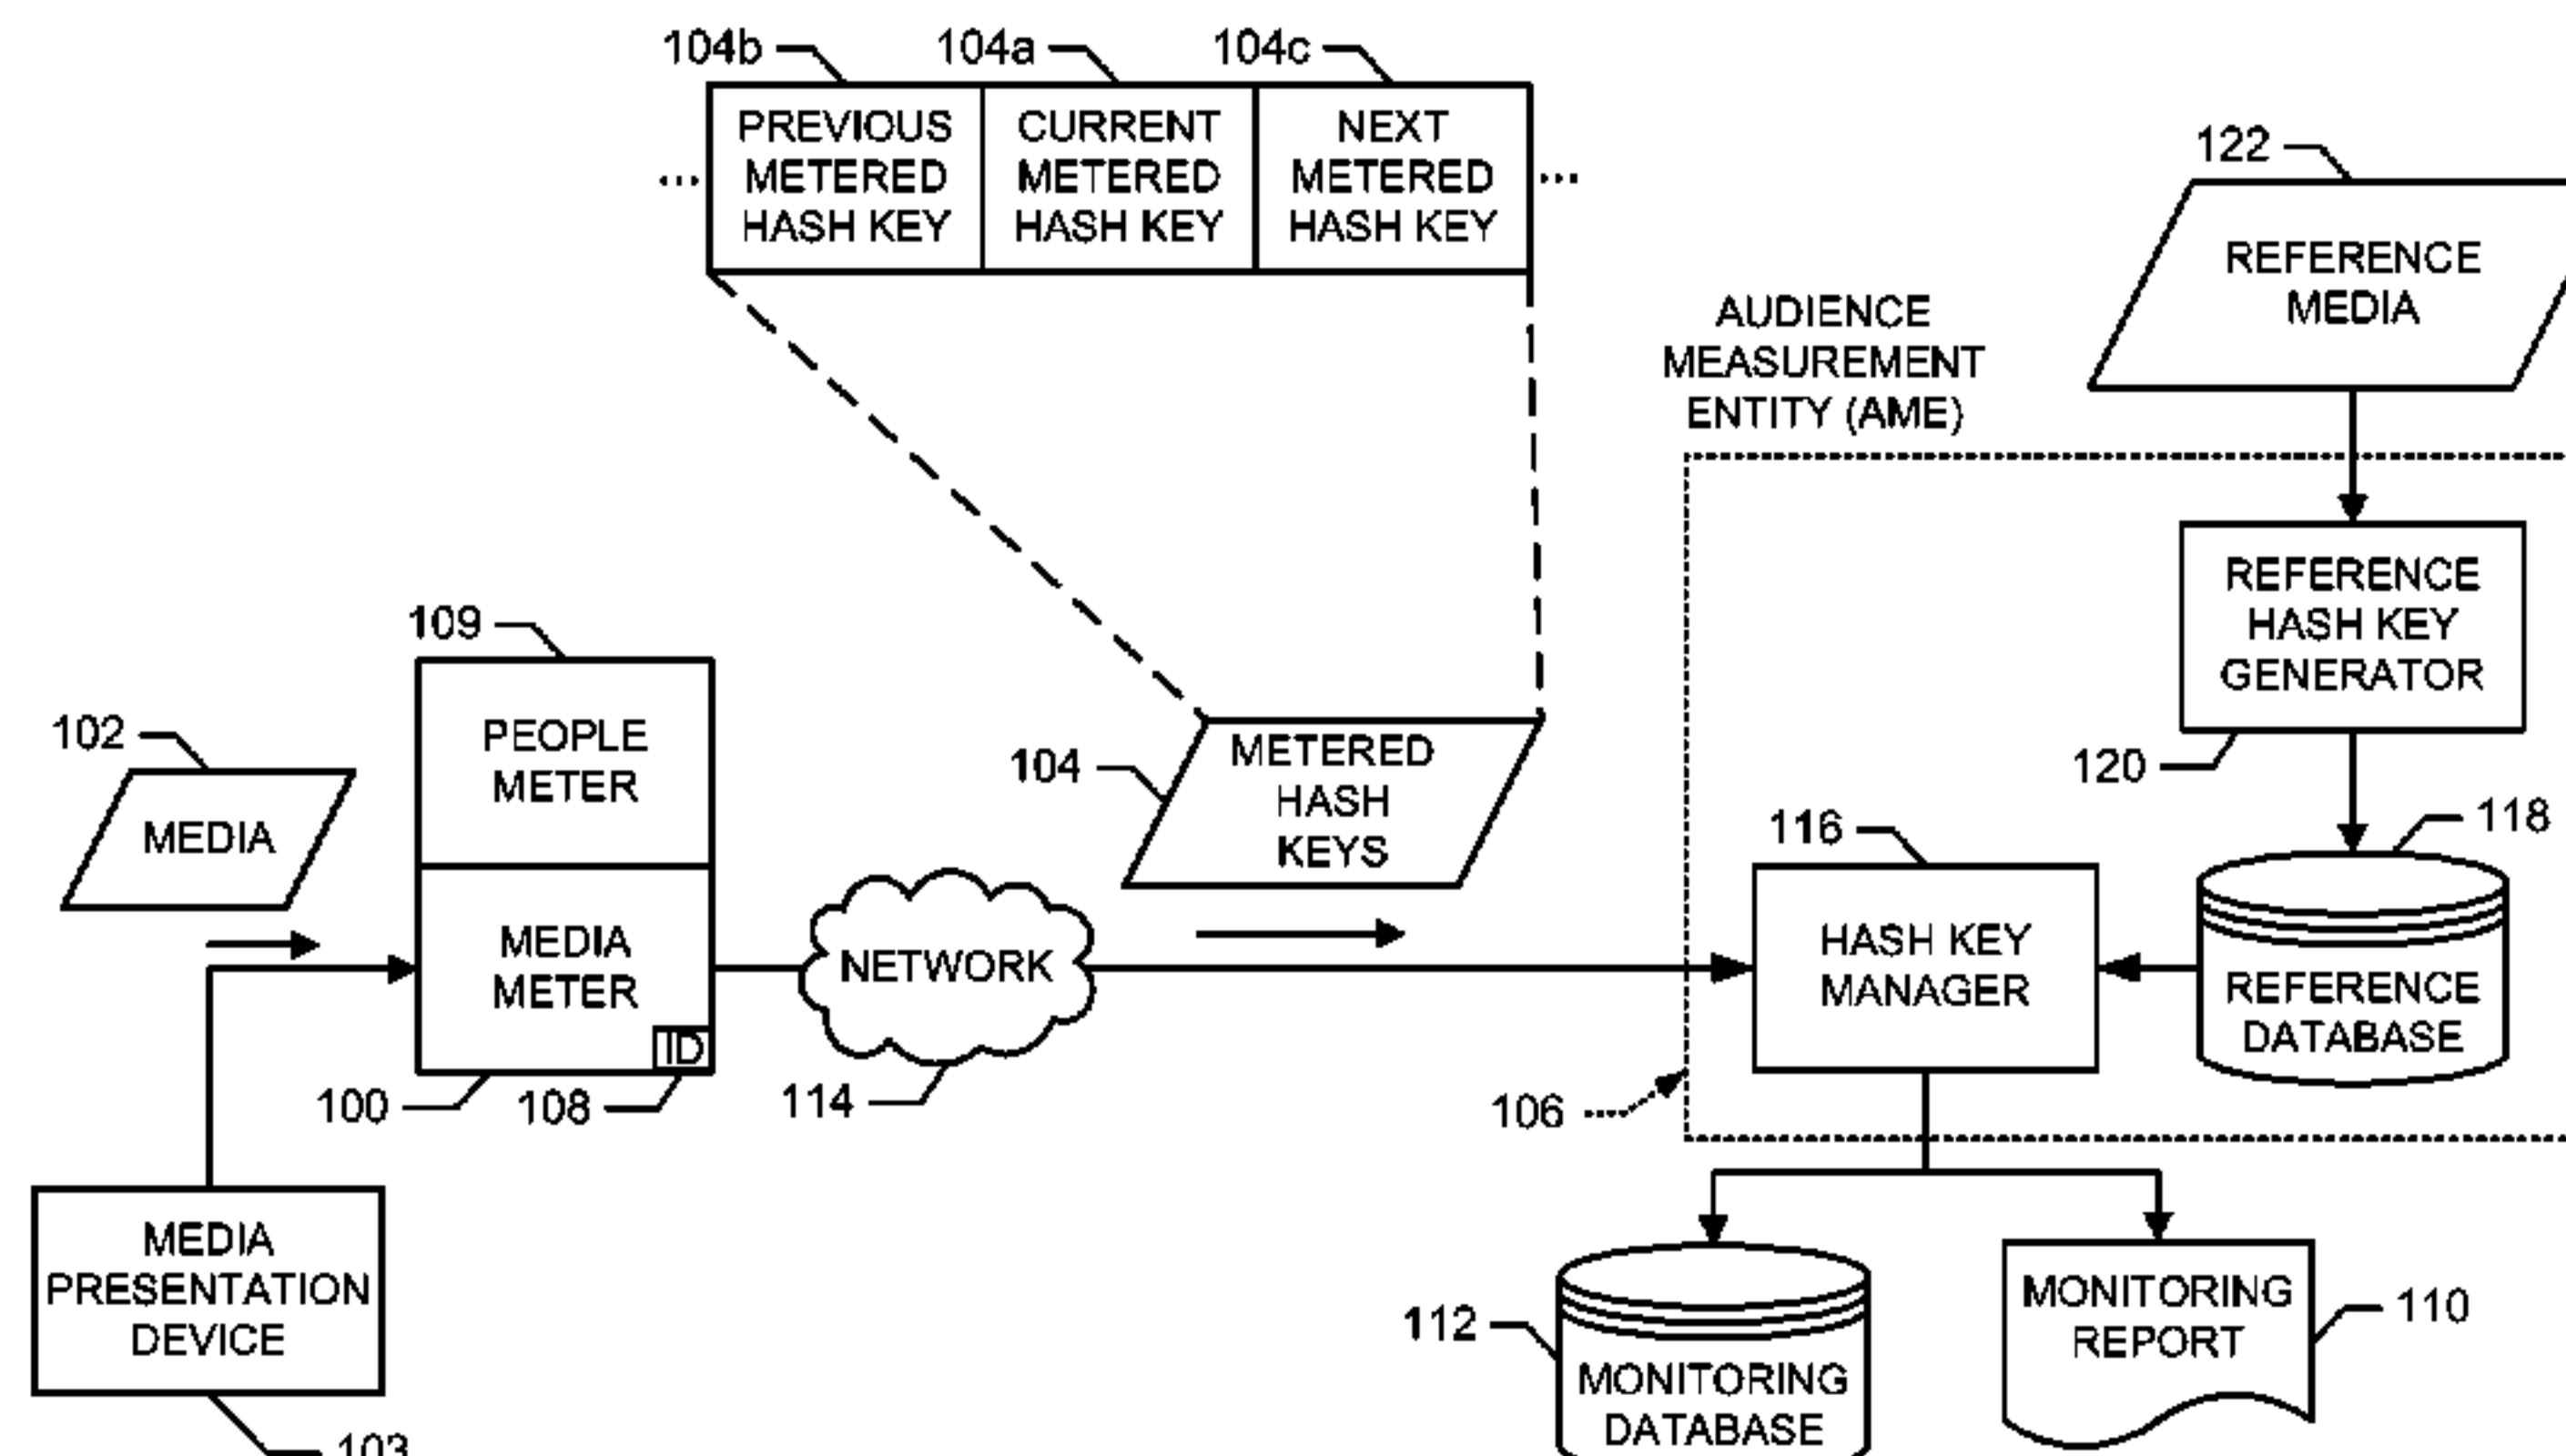 104b
104a
104c
PREVIOUS
METERED
HASH KEY
CURRENT
METERED
HASH KEY
NEXT
METERED
HASH KEY
...
...
122
REFERENCE
MEDIA
AUDIENCE
MEASUREMENT
ENTITY (AME)
REFERENCE
HASH KEY
GENERATOR
120
109
PEOPLE
METER
102
MEDIA
104
METERED
HASH
KEYS
116
118
MEDIA
METER
ID
NETWORK
HASH KEY
MANAGER
REFERENCE
DATABASE
100
108
114
106
MEDIA
PRESENTATION
DEVICE
103
112
MONITORING
DATABASE
MONITORING
REPORT
110